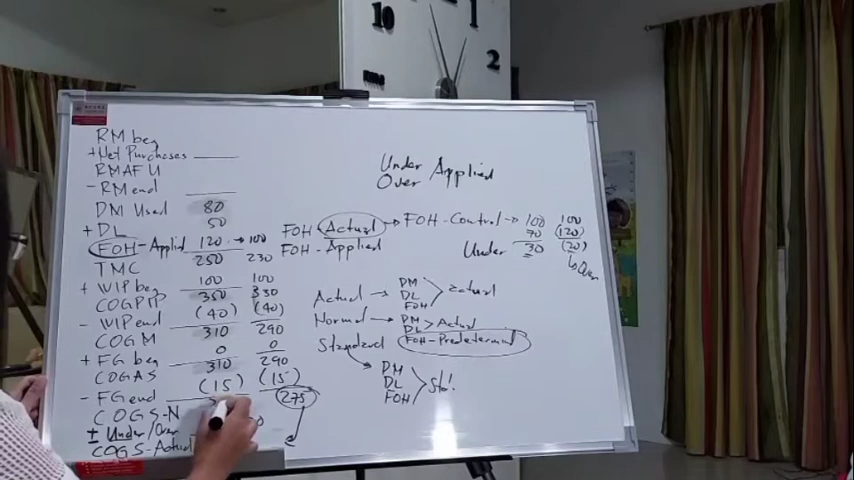 10
1
2
RM beg
+Net Purchases
RMAFU
- RM end
DM Used 80
+ DL 50
FOH-Applied 120 → 100
250 230
TMC
+ WIP beg 100 100
COGPIP 350 330
- WIP end (40) (40)
COGM 310 290
+ FG beg 0 0
COGAS 310 290
- FG end (15) (15)
COGS-N 275
± Under/Over
COGS-Actual
Under
Over Applied
FOH Actual → FOH-Control → 100 100
FOH-Applied 70 (120)
Under 30 (20)
Over
Actual → DM
DL
FOH actual
Normal → DM
DL > Actual
FOH-Predetermined
Standard → DM
DL
FOH Std!